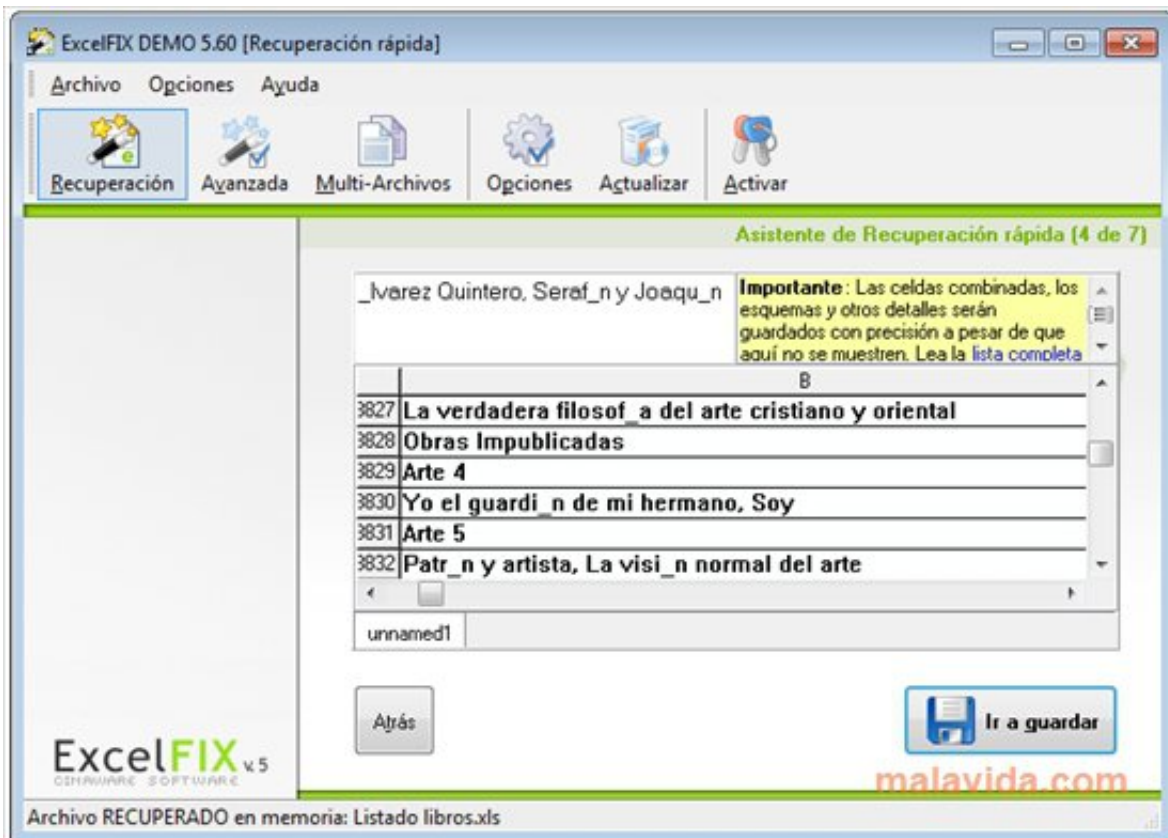 ExcelFIX DEMO 5.60 [Recuperación rápida]
Archivo Opciones Ayuda
Recuperación Avanzada Multi-Archivos Opciones Actualizar Activar
Asistente de Recuperación rápida (4 de 7)
_lvarez Quintero, Seraf_n y Joaqu_n
Importante: Las celdas combinadas, los
esquemas y otros detalles serán
guardados con precisión a pesar de que
aquí no se muestren. Lea la lista completa
B
3827 La verdadera filosof_a del arte cristiano y oriental
3828 Obras Impublicadas
3829 Arte 4
3830 Yo el guardi_n de mi hermano, Soy
3831 Arte 5
3832 Patr_n y artista, La visi_n normal del arte
unnamed1
Atrás
Ir a guardar
ExcelFIX v.5
CIMAWARE SOFTWARE
malavida.com
Archivo RECUPERADO en memoria: Listado libros.xls